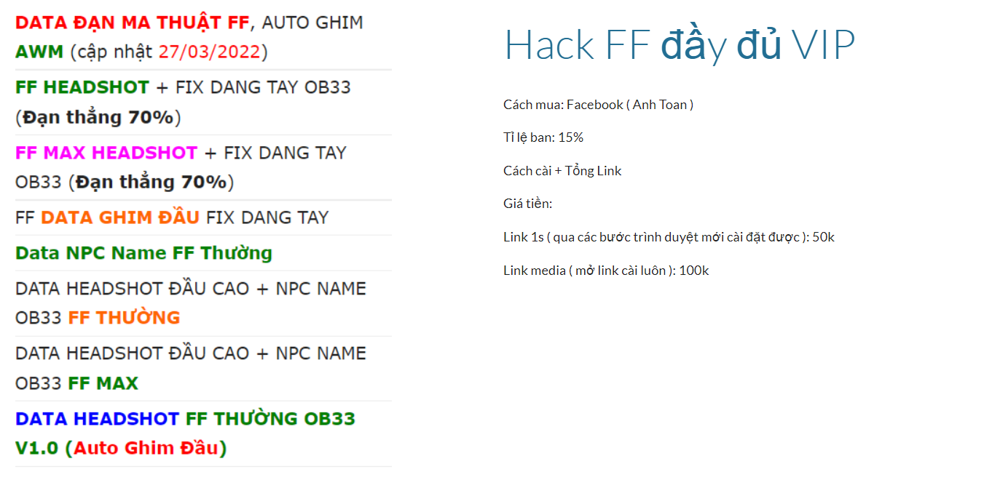 DATA ĐẠN MA THUẬT FF, AUTO GHIM
AWM (cập nhật 27/03/2022)
FF HEADSHOT + FIX DANG TAY OB33
(Đạn thẳng 70%)
FF MAX HEADSHOT + FIX DANG TAY
OB33 (Đạn thẳng 70%)
FF DATA GHIM ĐẦU FIX DANG TAY
Data NPC Name FF Thường
DATA HEADSHOT ĐẦU CAO + NPC NAME
OB33 FF THƯỜNG
DATA HEADSHOT ĐẦU CAO + NPC NAME
OB33 FF MAX
DATA HEADSHOT FF THƯỜNG OB33
V1.0 (Auto Ghim Đầu)
Hack FF đầy đủ VIP
Cách mua: Facebook ( Anh Toan )
Tỉ lệ ban: 15%
Cách cài + Tổng Link
Giá tiền:
Link 1s ( qua các bước trình duyệt mới cài đặt được ): 50k
Link media ( mở link cài luôn ): 100k